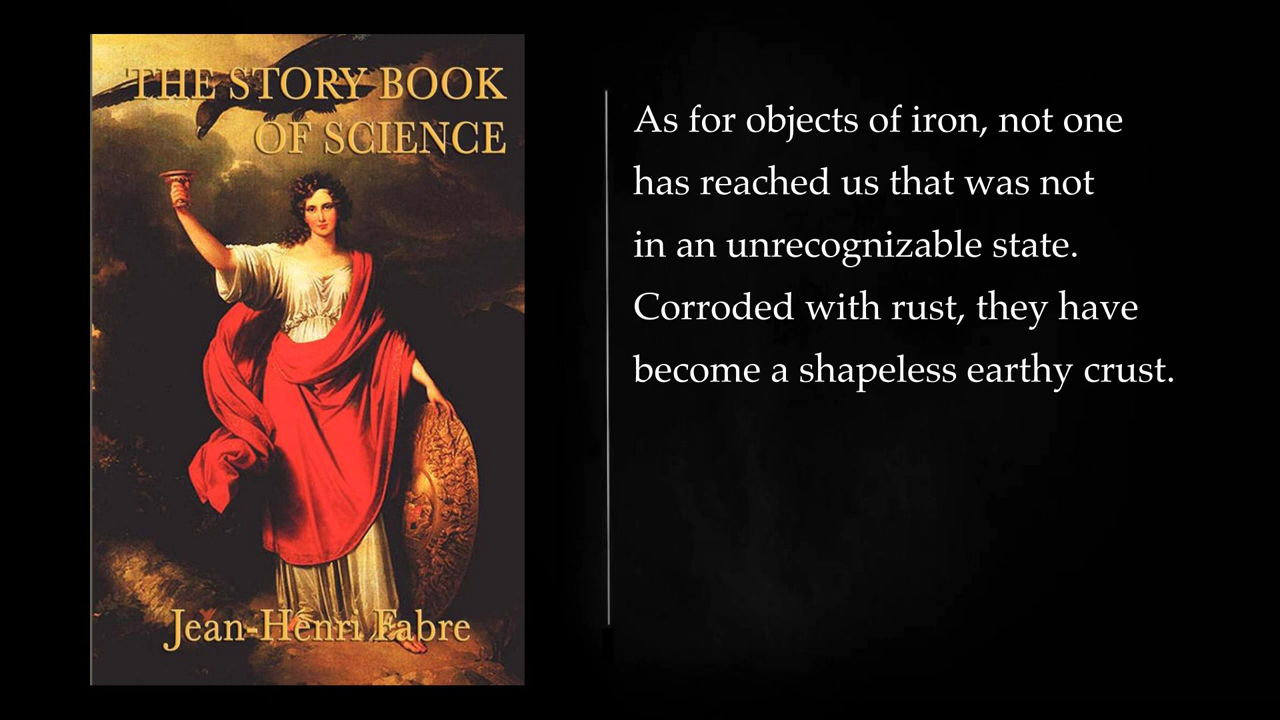 THE STORY BOOK
OF SCIENCE
Jean-Henri Fabre
As for objects of iron, not one
has reached us that was not
in an unrecognizable state.
Corroded with rust, they have
become a shapeless earthy crust.